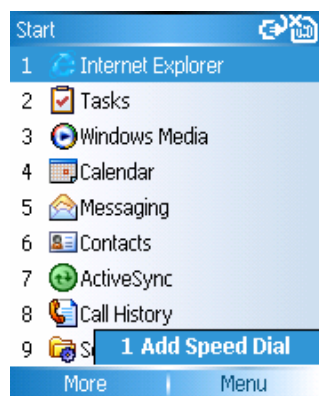 Start
1 Internet Explorer
2 Tasks
3 Windows Media
4 Calendar
5 Messaging
6 Contacts
7 ActiveSync
8 Call History
9
1 Add Speed Dial
More Menu